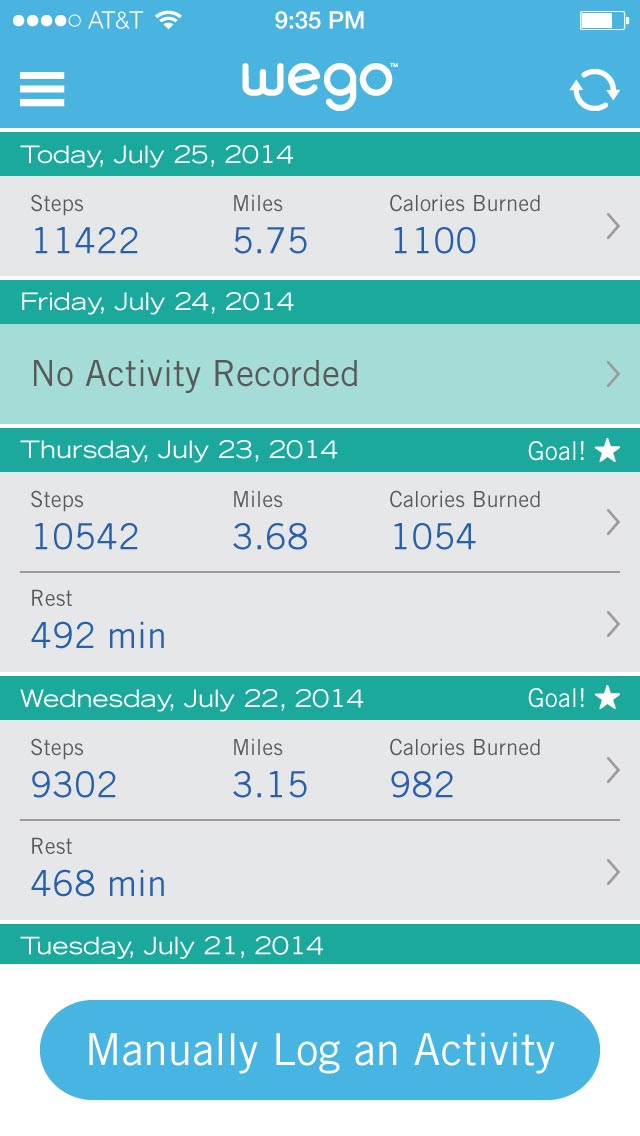 AT&T 9:35 PM
wego™
Today, July 25, 2014
Steps Miles Calories Burned
11422 5.75 1100
Friday, July 24, 2014
No Activity Recorded
Thursday, July 23, 2014 Goal!
Steps Miles Calories Burned
10542 3.68 1054
Rest
492 min
Wednesday, July 22, 2014 Goal!
Steps Miles Calories Burned
9302 3.15 982
Rest
468 min
Tuesday, July 21, 2014
Manually Log an Activity